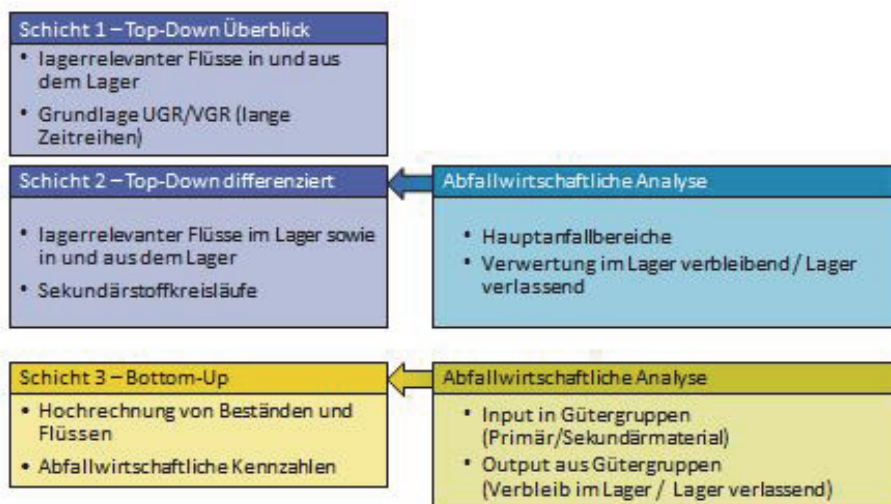 Schicht 1 – Top-Down Überblick
• lagerrelevanter Flüsse in und aus
dem Lager
• Grundlage UGR/VGR (lange
Zeitreihen)
Schicht 2 – Top-Down differenziert
• lagerrelevanter Flüsse im Lager sowie
in und aus dem Lager
• Sekundärstoffkreisläufe
Abfallwirtschaftliche Analyse
• Hauptanfallbereiche
• Verwertung im Lager verbleibend / Lager
verlassend
Schicht 3 – Bottom-Up
• Hochrechnung von Beständen und
Flüssen
• Abfallwirtschaftliche Kennzahlen
Abfallwirtschaftliche Analyse
• Input in Gütergruppen
(Primär/Sekundärmaterial)
• Output aus Gütergruppen
(Verbleib im Lager / Lager verlassend)